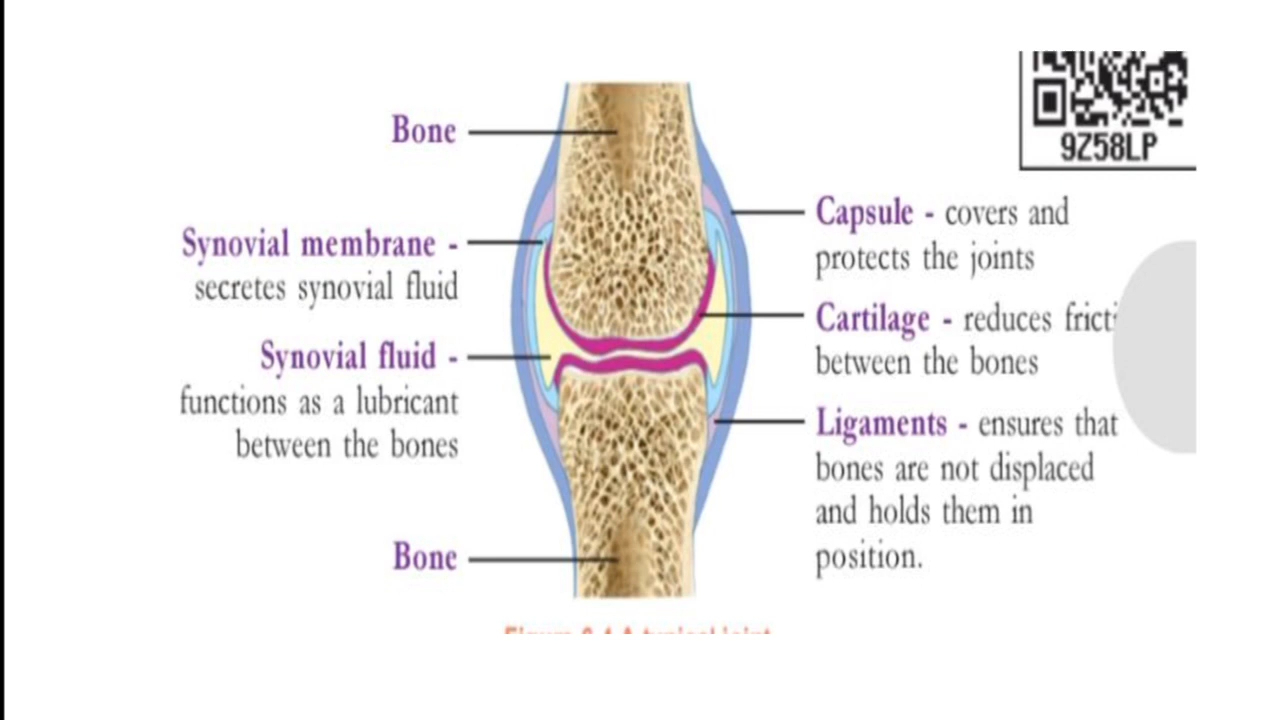 9Z58LP
Bone
Synovial membrane -
secretes synovial fluid
Synovial fluid -
functions as a lubricant
between the bones
Bone
Capsule - covers and
protects the joints
Cartilage - reduces fricti
between the bones
Ligaments - ensures that
bones are not displaced
and holds them in
position.